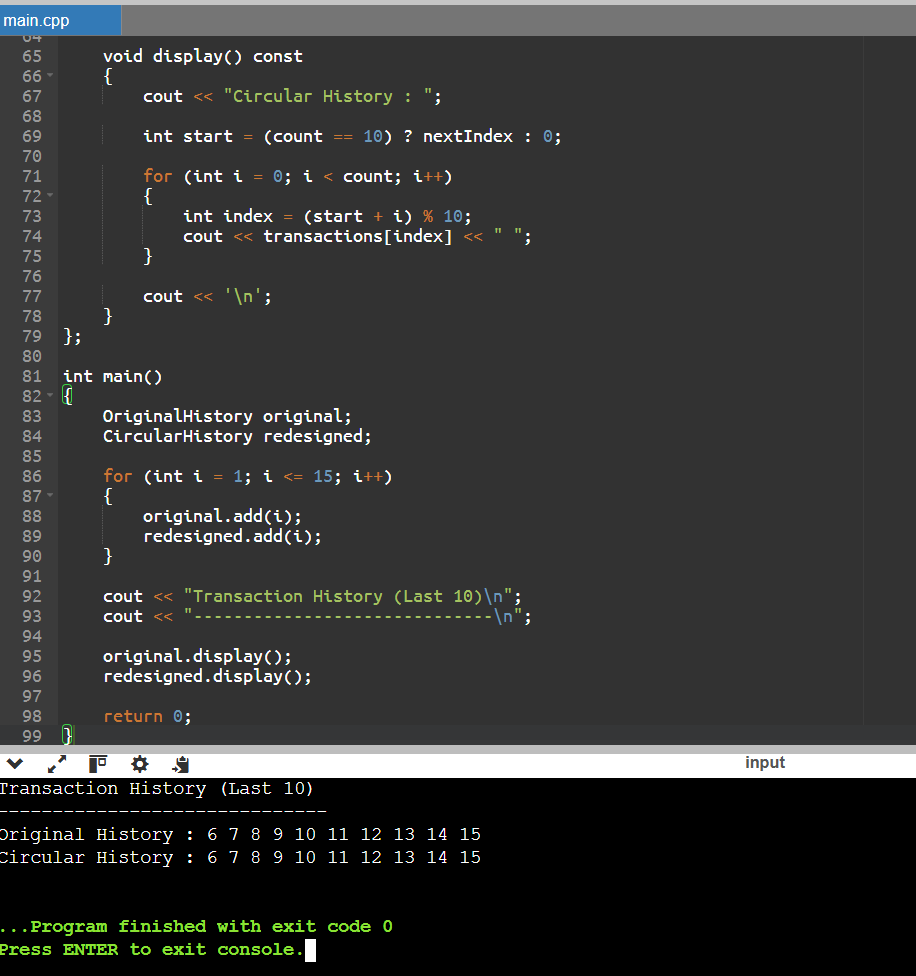 main.cpp
64
65     void display() const
66     {
67         cout << "Circular History : ";
68
69         int start = (count == 10) ? nextIndex : 0;
70
71         for (int i = 0; i < count; i++)
72         {
73             int index = (start + i) % 10;
74             cout << transactions[index] << " ";
75         }
76
77         cout << '\n';
78     }
79 };
80
81 int main()
82 {
83     OriginalHistory original;
84     CircularHistory redesigned;
85
86     for (int i = 1; i <= 15; i++)
87     {
88         original.add(i);
89         redesigned.add(i);
90     }
91
92     cout << "Transaction History (Last 10)\n";
93     cout << "------------------------------\n";
94
95     original.display();
96     redesigned.display();
97
98     return 0;
99 }
input
Transaction History (Last 10)
------------------------------
Original History : 6 7 8 9 10 11 12 13 14 15
Circular History : 6 7 8 9 10 11 12 13 14 15
...Program finished with exit code 0
Press ENTER to exit console.